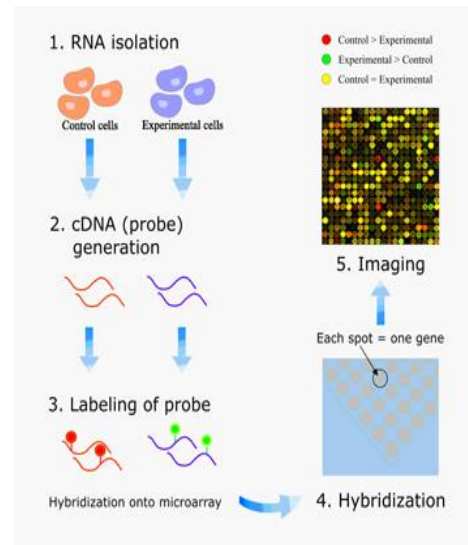 1. RNA isolation
Control cells
Experimental cells
2. cDNA (probe)
generation
3. Labeling of probe
Hybridization onto microarray
4. Hybridization
Each spot = one gene
5. Imaging
Control > Experimental
Experimental > Control
Control = Experimental